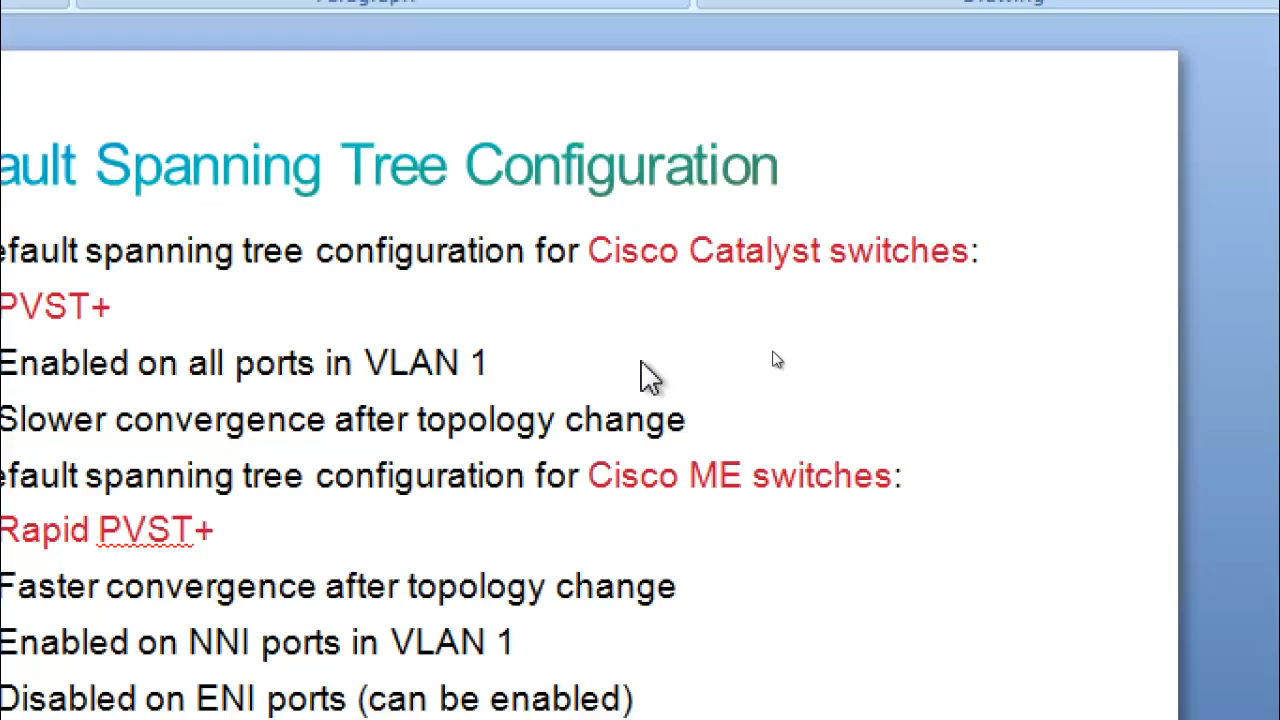 Paragraph
Drawing
ault Spanning Tree Configuration
efault spanning tree configuration for Cisco Catalyst switches:
PVST+
Enabled on all ports in VLAN 1
Slower convergence after topology change
efault spanning tree configuration for Cisco ME switches:
Rapid PVST+
Faster convergence after topology change
Enabled on NNI ports in VLAN 1
Disabled on ENI ports (can be enabled)